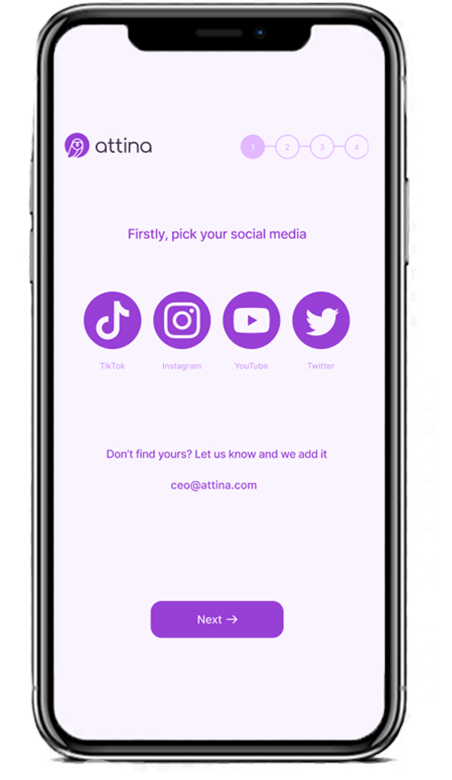 attina
1 2 3 4
Firstly, pick your social media
TikTok Instagram YouTube Twitter
Don't find yours? Let us know and we add it
ceo@attina.com
Next →